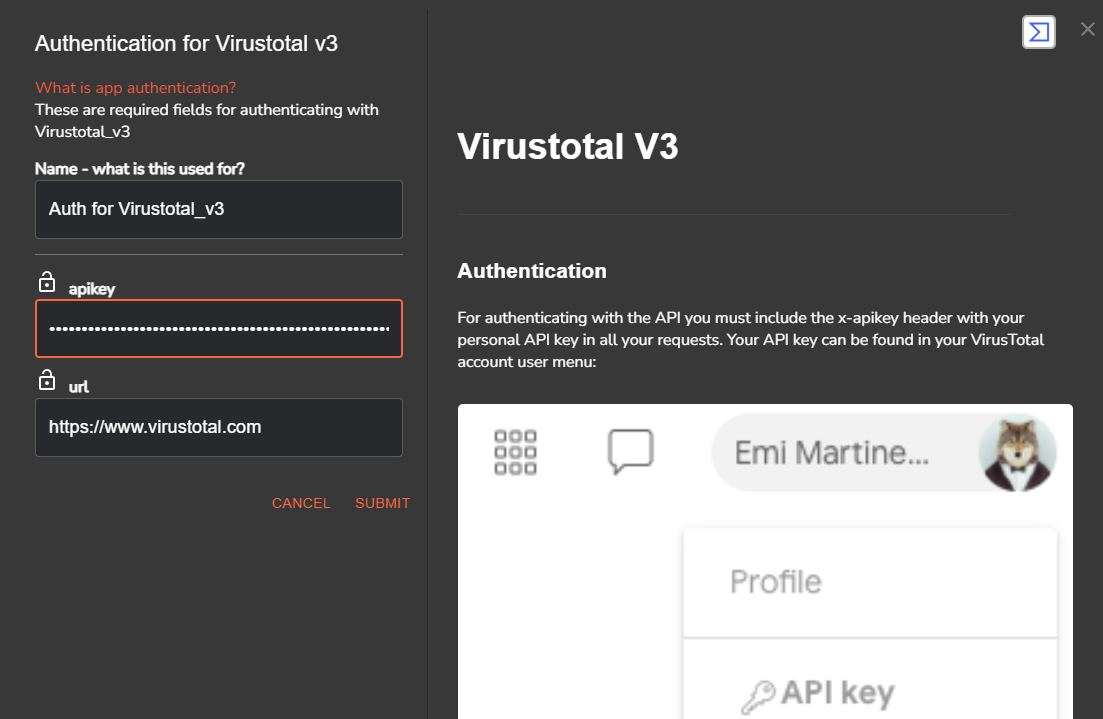 Authentication for Virustotal v3
What is app authentication?
These are required fields for authenticating with
Virustotal_v3
Name - what is this used for?
Auth for Virustotal_v3
apikey
••••••••••••••••••••••••••••••••••••••••••••••••••••
url
https://www.virustotal.com
CANCEL SUBMIT
Virustotal V3
Authentication
For authenticating with the API you must include the x-apikey header with your
personal API key in all your requests. Your API key can be found in your VirusTotal
account user menu:
Emi Martine...
Profile
API key